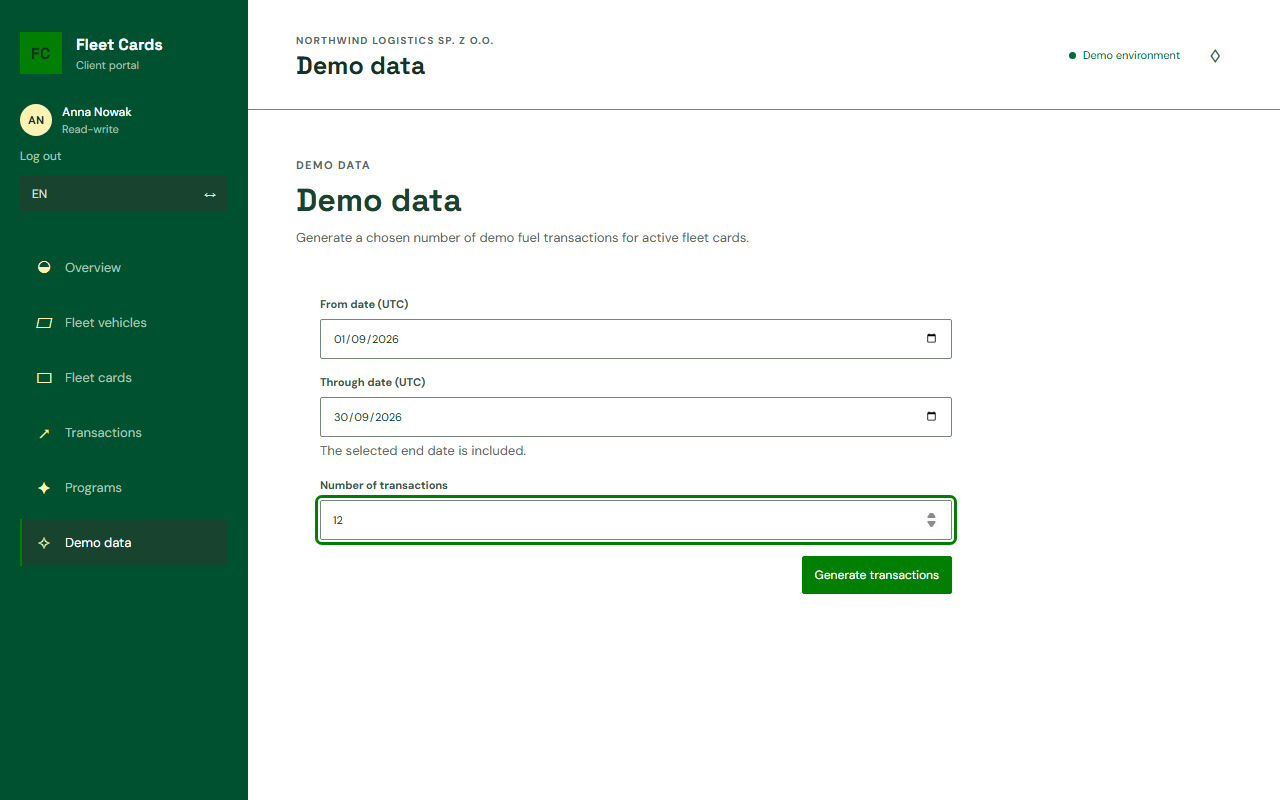 FC
Fleet Cards
Client portal
AN
Anna Nowak
Read-write
Log out
EN
Overview
Fleet vehicles
Fleet cards
Transactions
Programs
Demo data
NORTHWIND LOGISTICS SP. Z O.O.
Demo data
Demo environment
DEMO DATA
Demo data
Generate a chosen number of demo fuel transactions for active fleet cards.
From date (UTC)
01/09/2026
Through date (UTC)
30/09/2026
The selected end date is included.
Number of transactions
12
Generate transactions